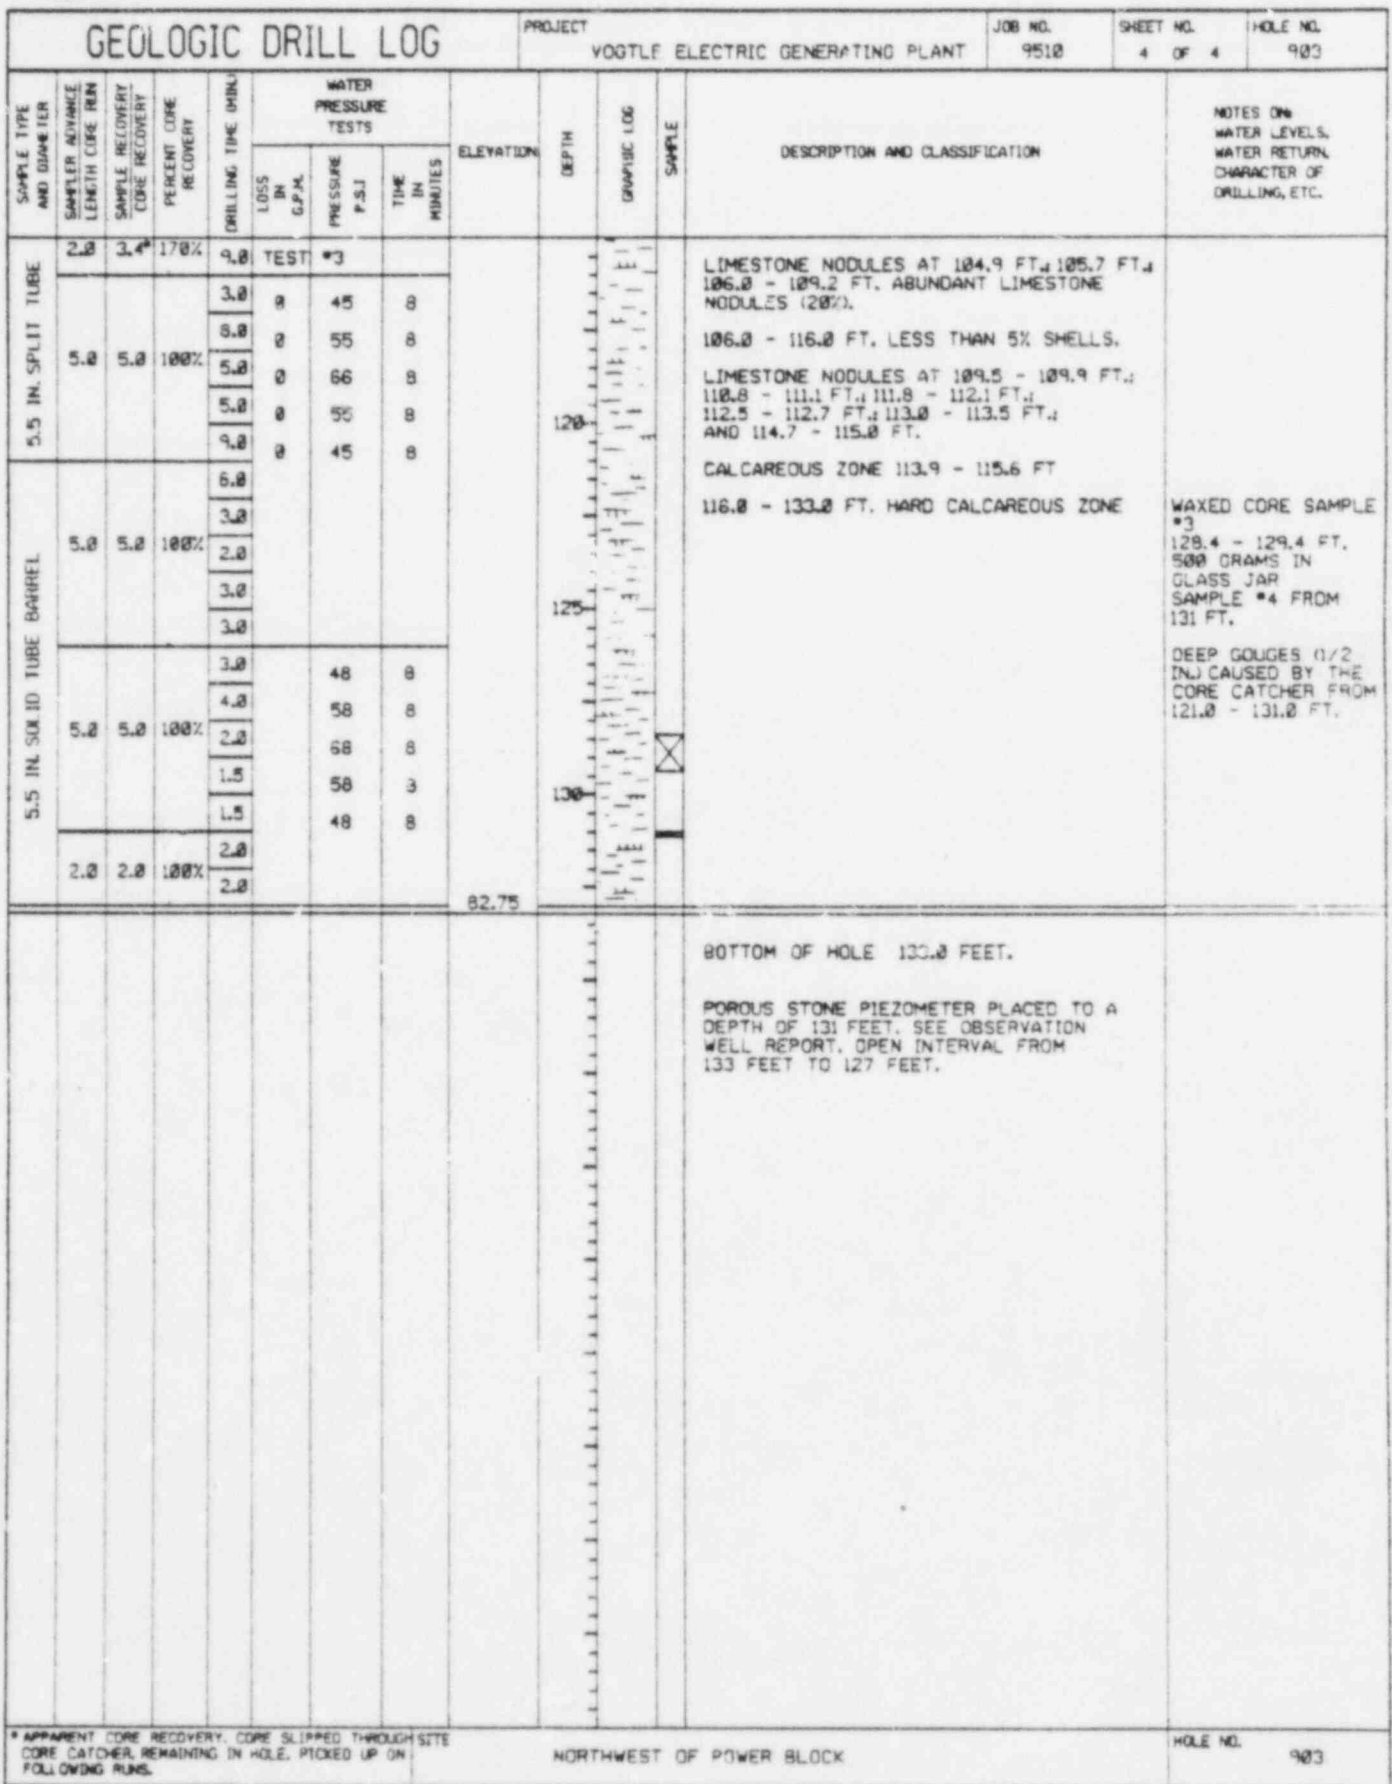 GEOLOGIC DRILL LOG
PROJECT
VOGTLE ELECTRIC GENERATING PLANT
JOB NO.
9510
SHEET NO.
4 OF 4
HOLE NO.
903
SAMPLE TYPE
AND DIAMETER
SAMPLER ADVANCE
LENGTH CORE RUN
SAMPLE RECOVERY
CORE RECOVERY
PERCENT CORE
RECOVERY
DRILLING TIME (MIN.)
WATER
PRESSURE
TESTS
LOSS
IN
G.P.M.
PRESSURE
P.S.I
TIME
IN
MINUTES
ELEVATION
DEPTH
GRAPHIC LOG
SAMPLE
DESCRIPTION AND CLASSIFICATION
NOTES ON:
WATER LEVELS,
WATER RETURN,
CHARACTER OF
DRILLING, ETC.
5.5 IN. SPLIT TUBE
2.0 3.4* 170% 9.0 TEST #3
3.0 0 45 8
8.0 0 55 8
5.0 5.0 100% 5.0 0 66 8
5.0 0 55 8
9.0 0 45 8
5.5 IN. SOLID TUBE BARREL
6.0
3.0
5.0 5.0 100% 2.0
3.0
3.0
3.0 48 8
4.0 58 8
5.0 5.0 100% 2.0 68 8
1.5 58 3
1.5 48 8
2.0
2.0 2.0 100% 2.0
82.75
120
125
130
LIMESTONE NODULES AT 104.9 FT.; 105.7 FT.;
106.0 - 109.2 FT. ABUNDANT LIMESTONE
NODULES (20%).
106.0 - 116.0 FT. LESS THAN 5% SHELLS.
LIMESTONE NODULES AT 109.5 - 109.9 FT.;
110.8 - 111.1 FT.; 111.8 - 112.1 FT.;
112.5 - 112.7 FT.; 113.0 - 113.5 FT.;
AND 114.7 - 115.0 FT.
CALCAREOUS ZONE 113.9 - 115.6 FT
116.0 - 133.0 FT. HARD CALCAREOUS ZONE
WAXED CORE SAMPLE
#3
128.4 - 129.4 FT.
500 GRAMS IN
GLASS JAR
SAMPLE #4 FROM
131 FT.
DEEP GOUGES (1/2
IN.) CAUSED BY THE
CORE CATCHER FROM
121.0 - 131.0 FT.
BOTTOM OF HOLE 133.0 FEET.
POROUS STONE PIEZOMETER PLACED TO A
DEPTH OF 131 FEET. SEE OBSERVATION
WELL REPORT. OPEN INTERVAL FROM
133 FEET TO 127 FEET.
* APPARENT CORE RECOVERY. CORE SLIPPED THROUGH
CORE CATCHER, REMAINING IN HOLE. PICKED UP ON
FOLLOWING RUNS.
SITE
NORTHWEST OF POWER BLOCK
HOLE NO.
903